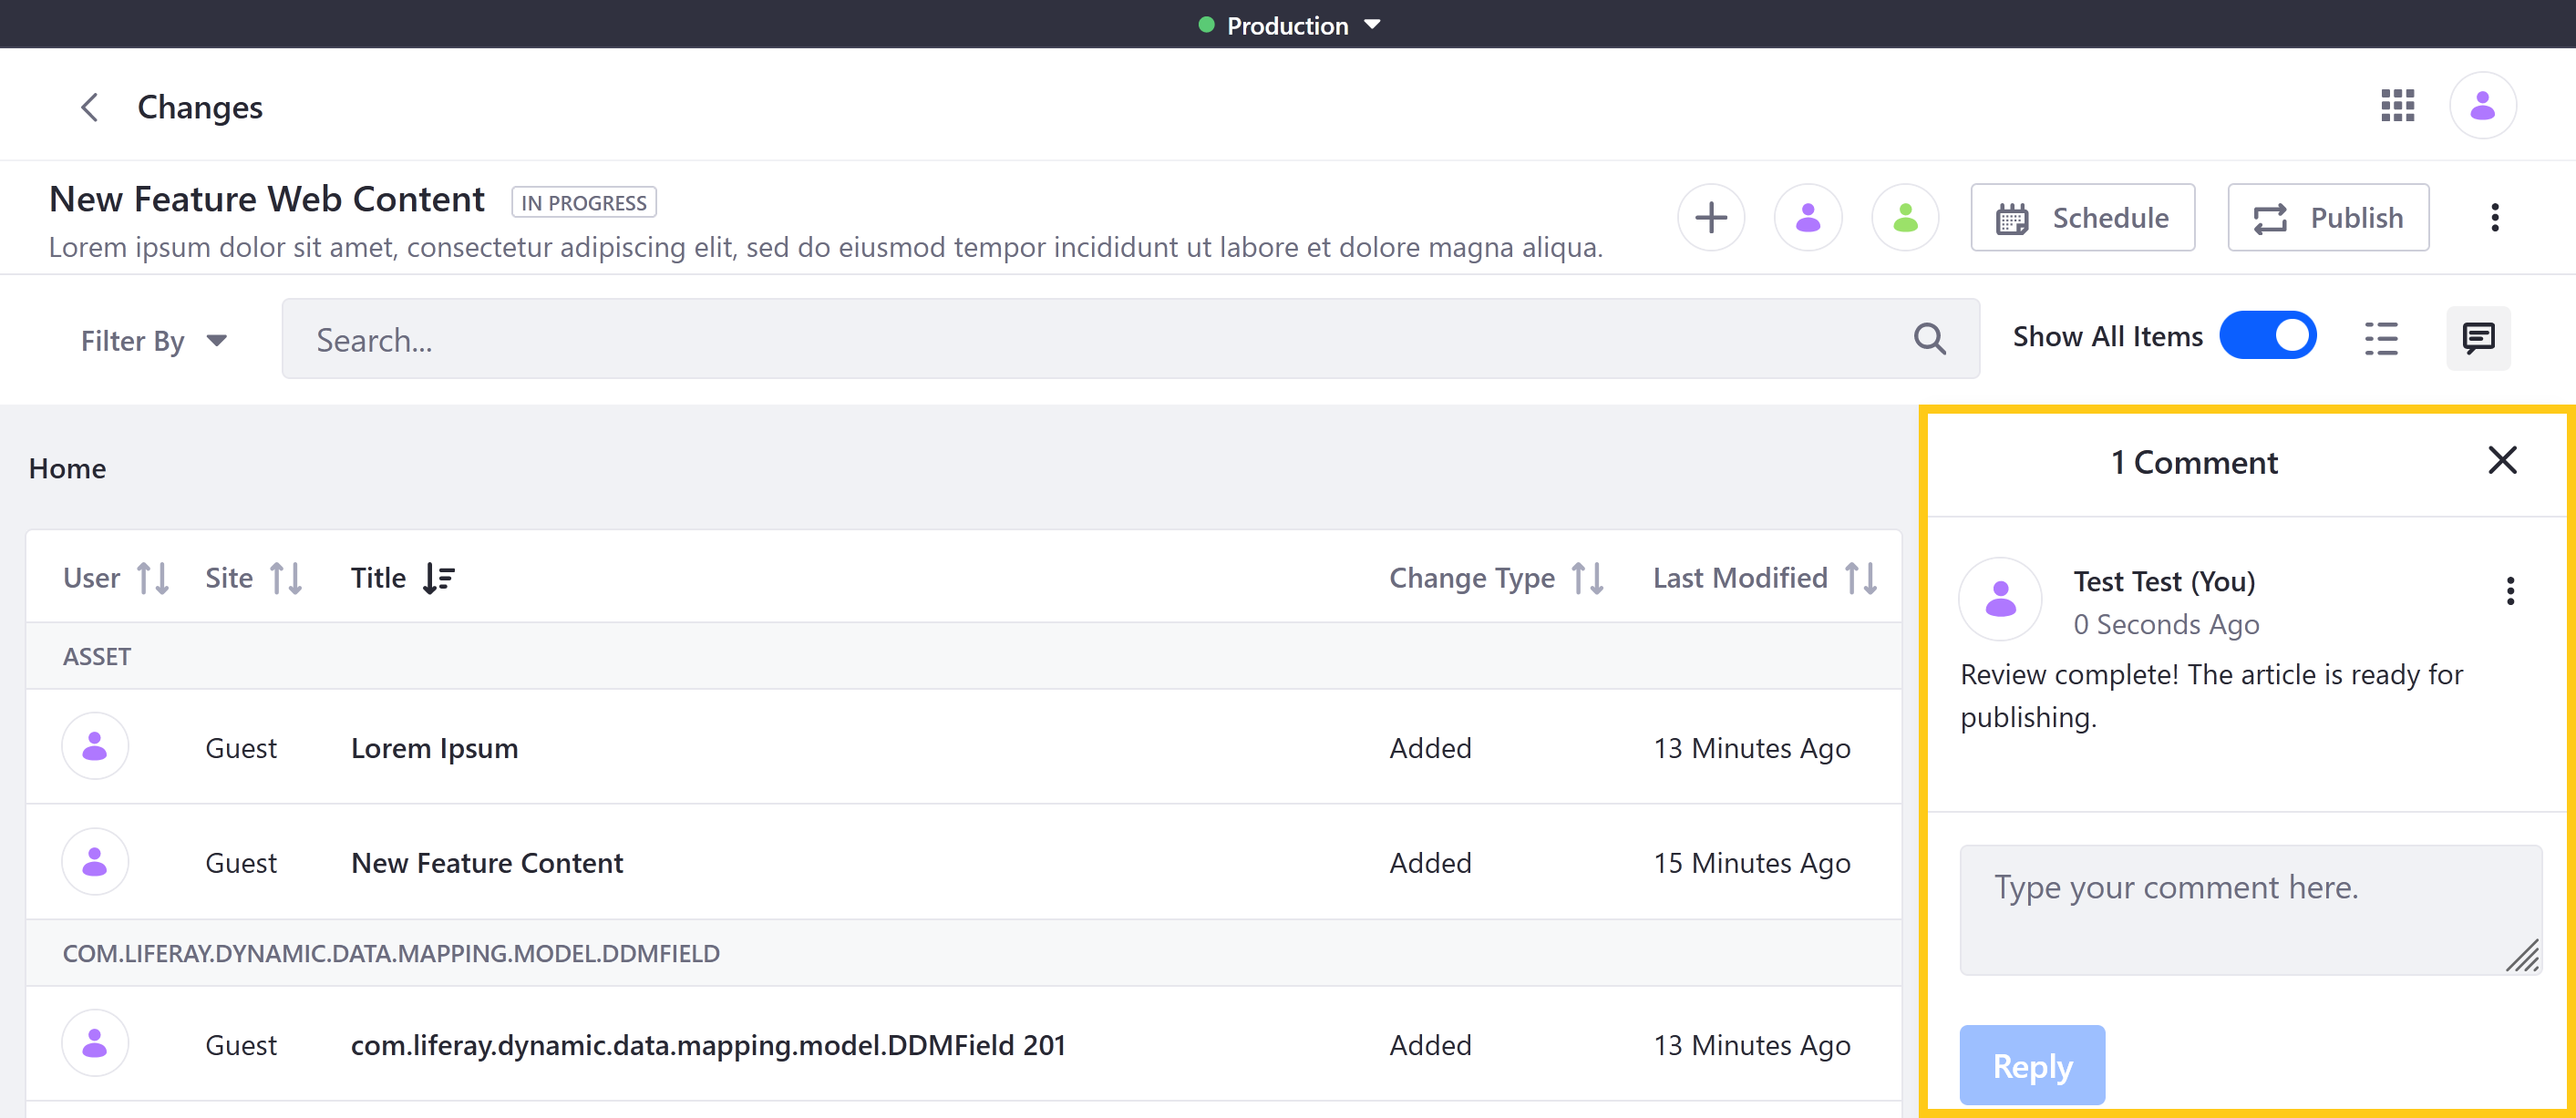 Production
Changes
New Feature Web Content IN PROGRESS
Lorem ipsum dolor sit amet, consectetur adipiscing elit, sed do eiusmod tempor incididunt ut labore et dolore magna aliqua.
Schedule Publish
Filter By Search... Show All Items
Home
User Site Title Change Type Last Modified
ASSET
Guest Lorem Ipsum Added 13 Minutes Ago
Guest New Feature Content Added 15 Minutes Ago
COM.LIFERAY.DYNAMIC.DATA.MAPPING.MODEL.DDMFIELD
Guest com.liferay.dynamic.data.mapping.model.DDMField 201 Added 13 Minutes Ago
1 Comment
Test Test (You)
0 Seconds Ago
Review complete! The article is ready for
publishing.
Type your comment here.
Reply